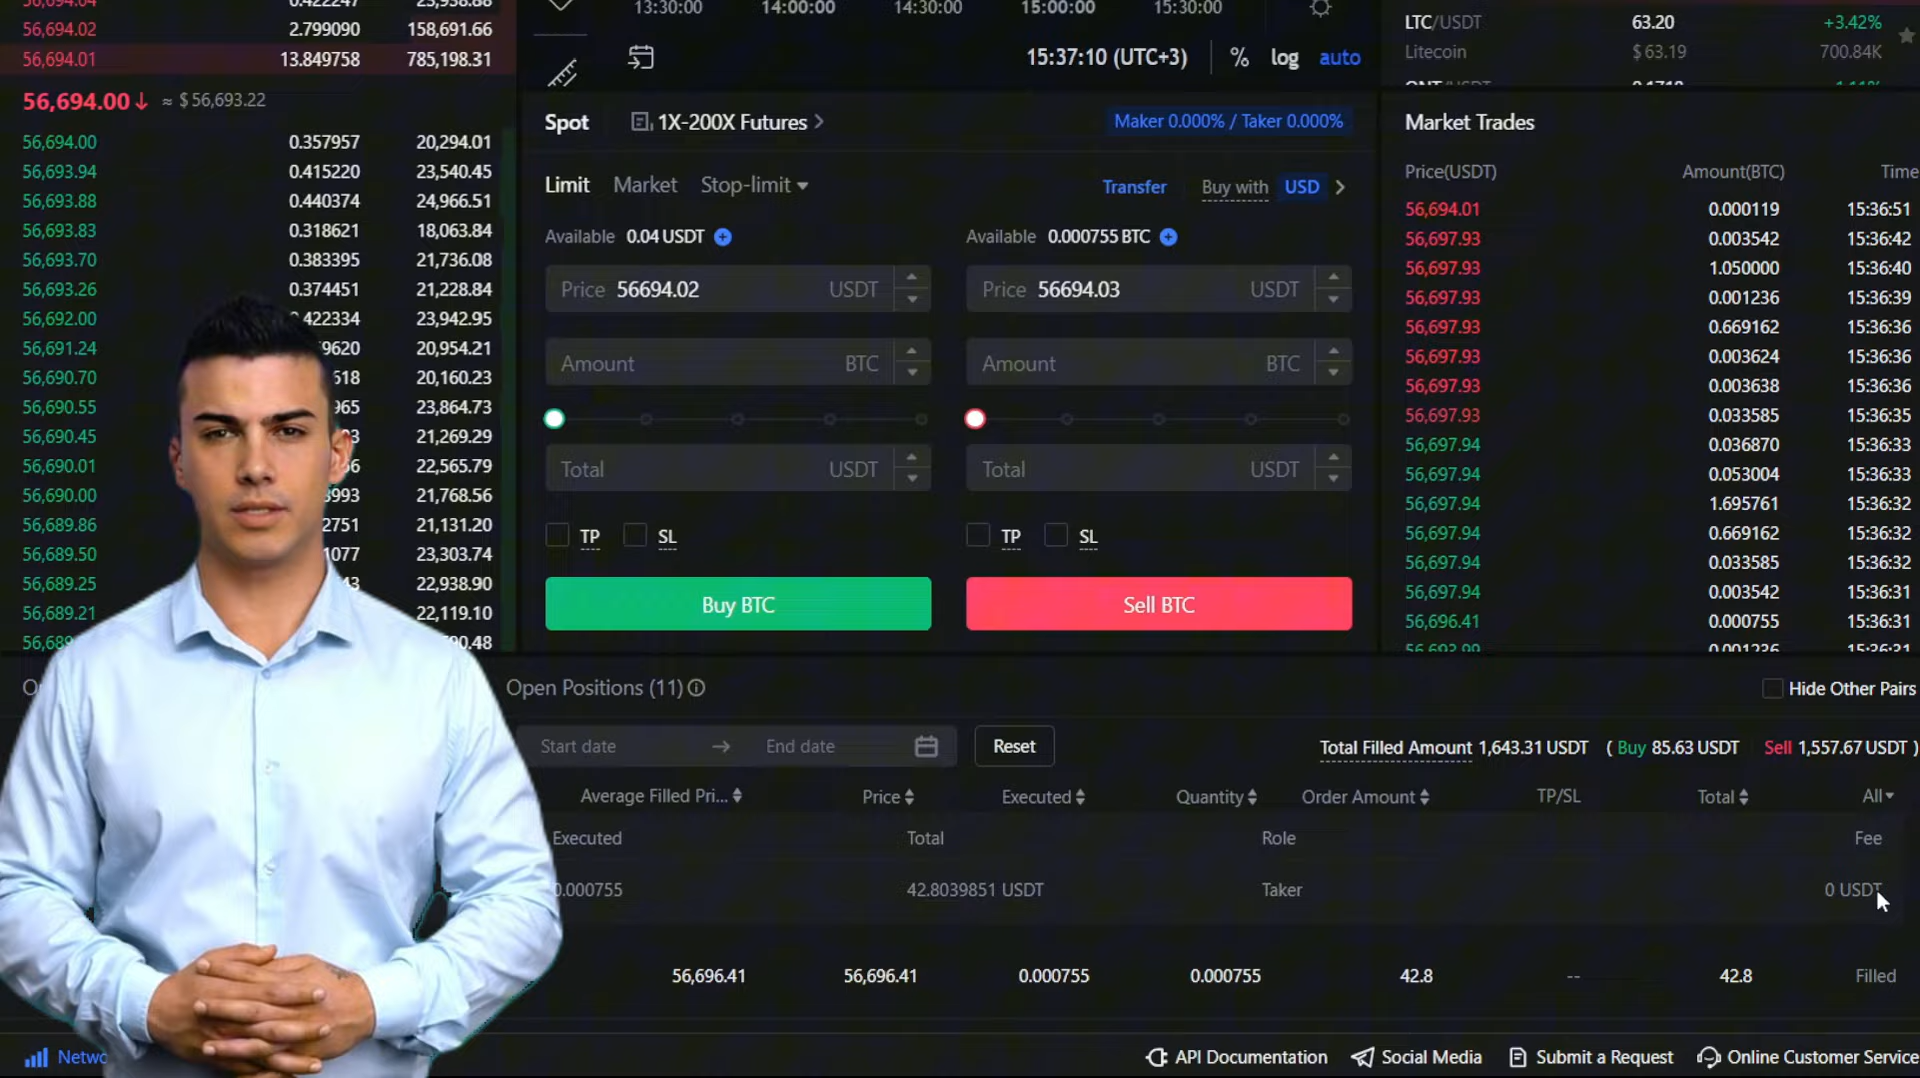 13:30:00 14:00:00 14:30:00 15:00:00 15:30:00
15:37:10 (UTC+3) % log auto
56,694.02 2.799090 158,691.66
56,694.01 13.849758 785,198.31
56,694.00↓ ≈ $56,693.22
56,694.00 0.357957 20,294.01
56,693.94 0.415220 23,540.45
56,693.88 0.440374 24,966.51
56,693.83 0.318621 18,063.84
56,693.70 0.383395 21,736.08
56,693.26 0.374451 21,228.84
56,692.00 0.422334 23,942.95
56,691.24 9620 20,954.21
56,690.70 618 20,160.23
56,690.55 965 23,864.73
56,690.45 21,269.29
56,690.01 22,565.79
56,690.00 3993 21,768.56
56,689.86 2751 21,131.20
56,689.50 1077 23,303.74
56,689.25 22,938.90
56,689.21 22,119.10
Spot 1X-200X Futures > Maker 0.000% / Taker 0.000%
Limit Market Stop-limit Transfer Buy with USD >
Available 0.04 USDT Available 0.000755 BTC
Price 56694.02 USDT Price 56694.03 USDT
Amount BTC Amount BTC
Total USDT Total USDT
TP SL TP SL
Buy BTC Sell BTC
LTC/USDT 63.20 +3.42%
Litecoin $63.19 700.84K
Market Trades
Price(USDT) Amount(BTC) Time
56,694.01 0.000119 15:36:51
56,697.93 0.003542 15:36:42
56,697.93 1.050000 15:36:40
56,697.93 0.001236 15:36:39
56,697.93 0.669162 15:36:36
56,697.93 0.003624 15:36:36
56,697.93 0.003638 15:36:36
56,697.93 0.033585 15:36:35
56,697.94 0.036870 15:36:33
56,697.94 0.053004 15:36:33
56,697.94 1.695761 15:36:32
56,697.94 0.669162 15:36:32
56,697.94 0.033585 15:36:32
56,697.94 0.003542 15:36:31
56,696.41 0.000755 15:36:31
Open Positions (11) Hide Other Pairs
Start date → End date Reset Total Filled Amount 1,643.31 USDT ( Buy 85.63 USDT Sell 1,557.67 USDT )
Average Filled Pri... Price Executed Quantity Order Amount TP/SL Total All
Executed Total Role Fee
0.000755 42.8039851 USDT Taker 0 USDT
56,696.41 56,696.41 0.000755 0.000755 42.8 -- 42.8 Filled
API Documentation Social Media Submit a Request Online Customer Service